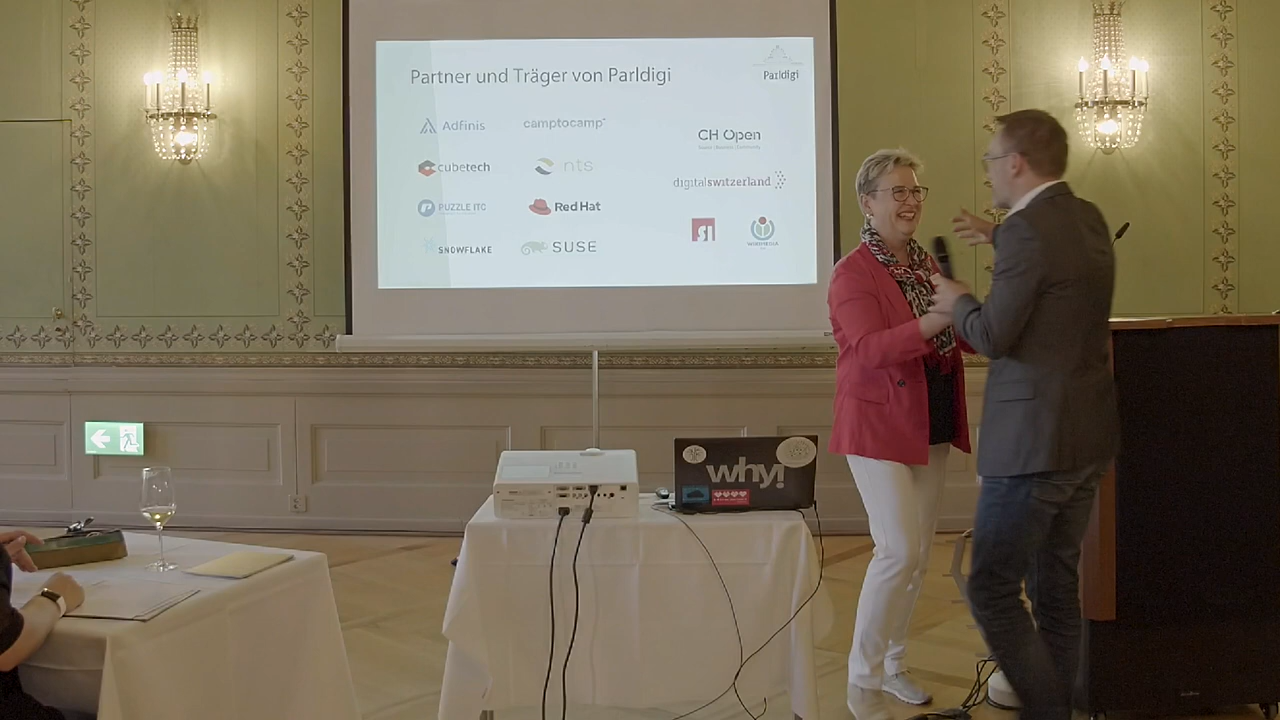 Partner und Träger von Parldigi
Parldigi
Adfinis
camptocamp
CH Open
cubetech
nts
digitalswitzerland
PUZZLE ITC
Red Hat
SNOWFLAKE
SUSE
WIKIMEDIA
why!